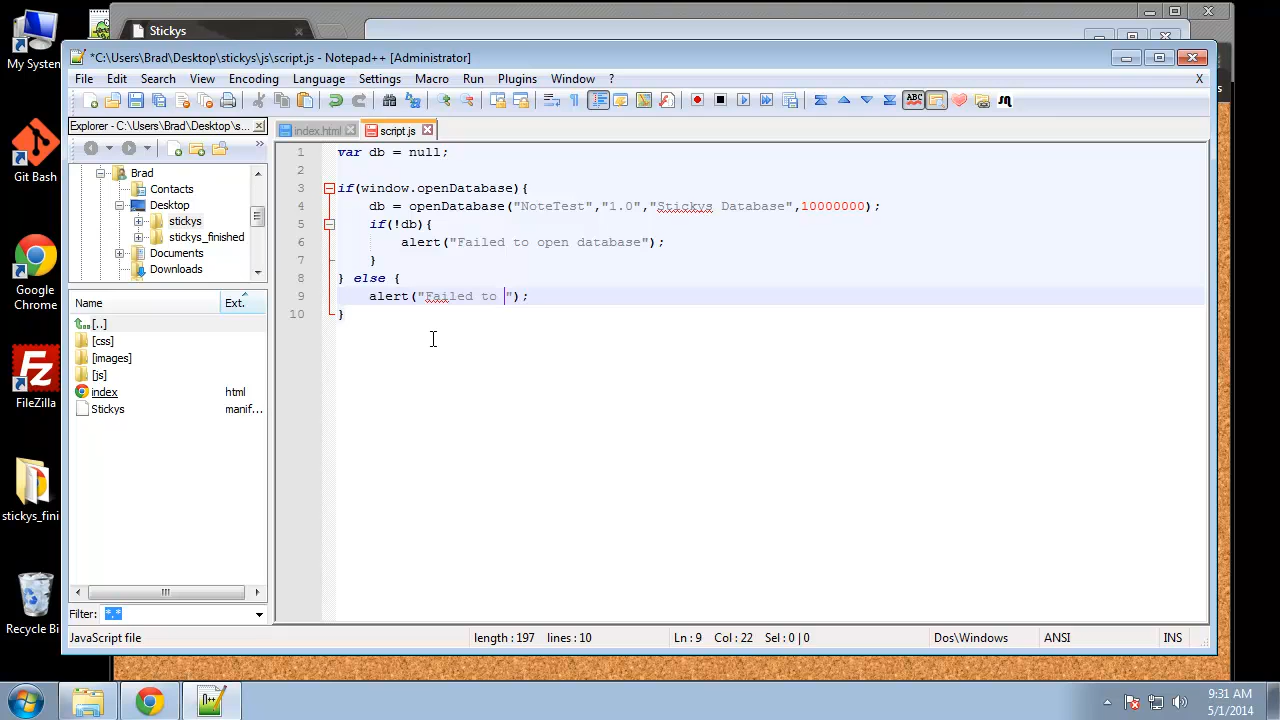 My System
Git Bash
Google
Chrome
FileZilla
stickys_fini
Recycle Bi
Stickys
*C:\Users\Brad\Desktop\stickys\js\script.js - Notepad++ [Administrator]
File Edit Search View Encoding Language Settings Macro Run Plugins Window ? X
Explorer - C:\Users\Brad\Desktop\s...
index.html script.js
Brad
Contacts
Desktop
stickys
stickys_finished
Documents
Downloads
Name Ext.
[..]
[css]
[images]
[js]
index html
Stickys manif...
Filter: *.*
1 var db = null;
2
3 if(window.openDatabase){
4 db = openDatabase("NoteTest","1.0","Stickys Database",10000000);
5 if(!db){
6 alert("Failed to open database");
7 }
8 } else {
9 alert("Failed to ");
10 }
JavaScript file length : 197 lines : 10 Ln : 9 Col : 22 Sel : 0 | 0 Dos\Windows ANSI INS
9:31 AM
5/1/2014